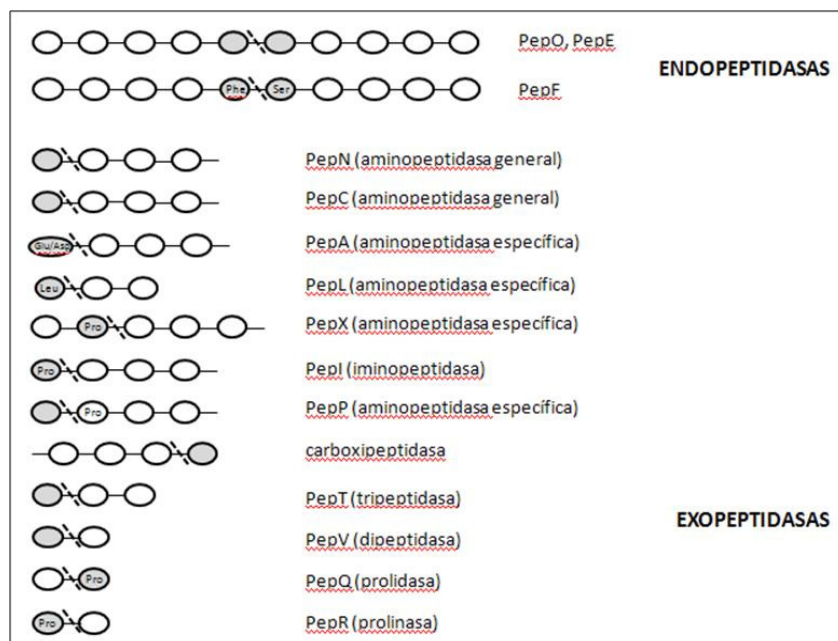 PepO, PepE
ENDOPEPTIDASAS
Phe Ser PepF
PepN (aminopeptidasa general)
PepC (aminopeptidasa general)
Glu/Asp PepA (aminopeptidasa específica)
Leu PepL (aminopeptidasa específica)
Pro PepX (aminopeptidasa específica)
Pro PepI (iminopeptidasa)
Pro PepP (aminopeptidasa específica)
carboxipeptidasa
PepT (tripeptidasa)
EXOPEPTIDASAS
PepV (dipeptidasa)
Pro PepQ (prolidasa)
Pro PepR (prolinasa)